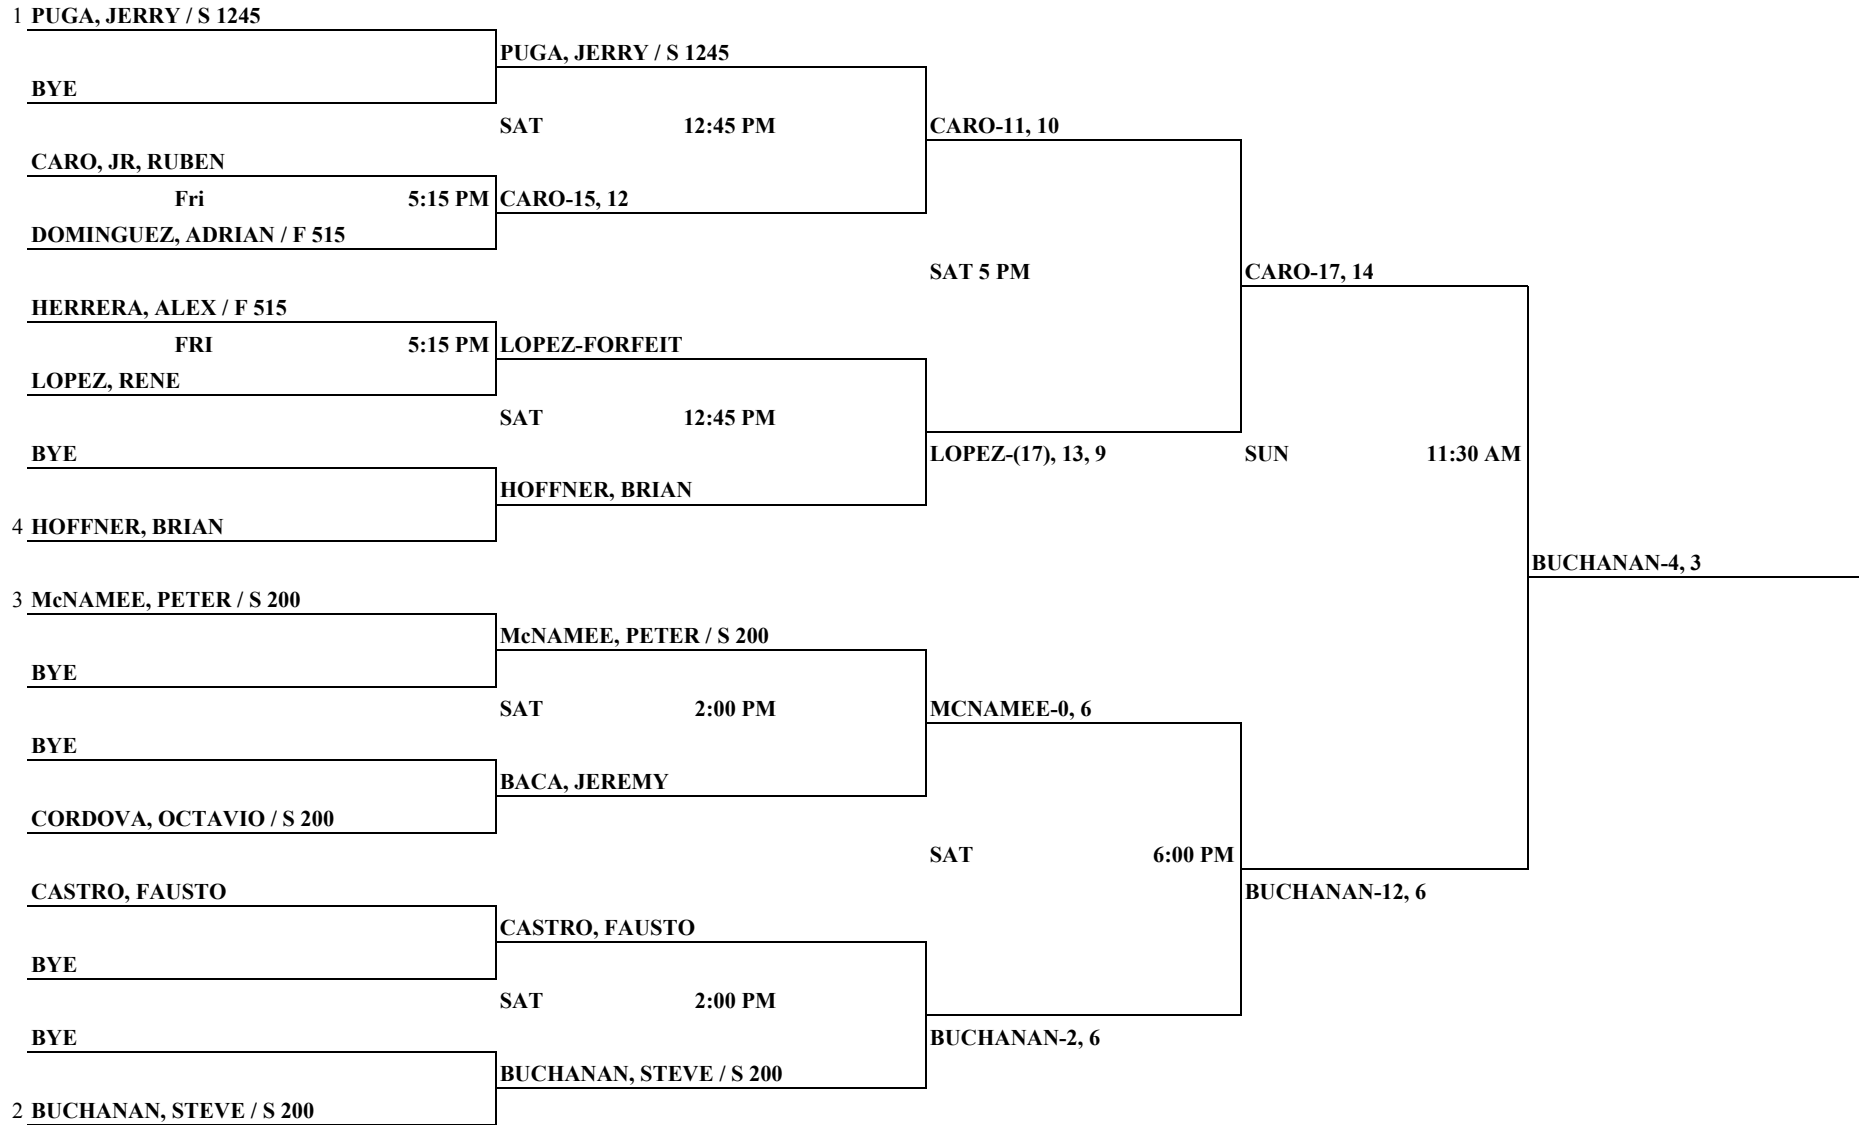 1 PUGA, JERRY / S 1245
PUGA, JERRY / S 1245
BYE
SAT 12:45 PM CARO-11, 10
CARO, JR, RUBEN
Fri 5:15 PM CARO-15, 12
DOMINGUEZ, ADRIAN / F 515
SAT 5 PM CARO-17, 14
HERRERA, ALEX / F 515
FRI 5:15 PM LOPEZ-FORFEIT
LOPEZ, RENE
SAT 12:45 PM
BYE LOPEZ-(17), 13, 9 SUN 11:30 AM
HOFFNER, BRIAN
4 HOFFNER, BRIAN
BUCHANAN-4, 3
3 McNAMEE, PETER / S 200
McNAMEE, PETER / S 200
BYE
SAT 2:00 PM MCNAMEE-0, 6
BYE
BACA, JEREMY
CORDOVA, OCTAVIO / S 200
SAT 6:00 PM
CASTRO, FAUSTO BUCHANAN-12, 6
CASTRO, FAUSTO
BYE
SAT 2:00 PM
BYE BUCHANAN-2, 6
BUCHANAN, STEVE / S 200
2 BUCHANAN, STEVE / S 200